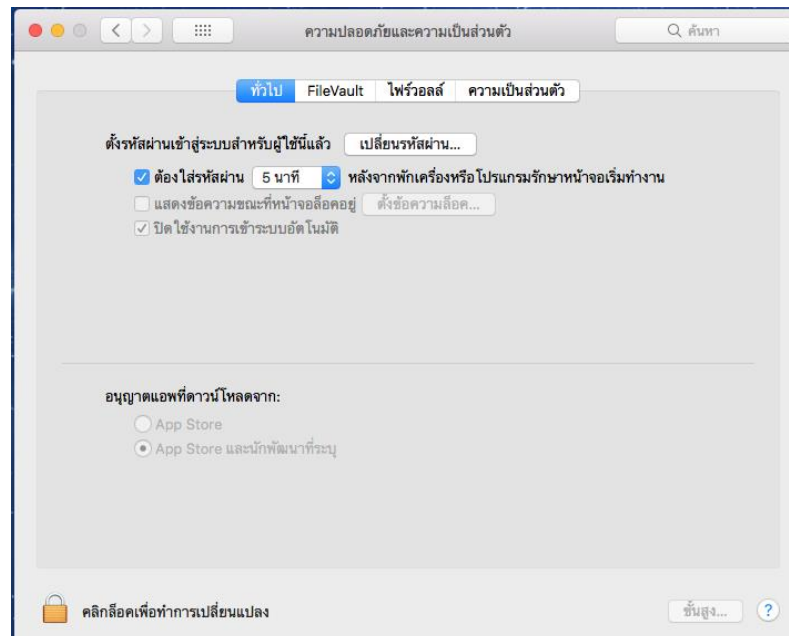 ความปลอดภัยและความเป็นส่วนตัว
ค้นหา
ทั่วไป FileVault ไฟร์วอลล์ ความเป็นส่วนตัว
ตั้งรหัสผ่านเข้าสู่ระบบสำหรับผู้ใช้นี้แล้ว เปลี่ยนรหัสผ่าน...
ต้องใส่รหัสผ่าน 5 นาที หลังจากพักเครื่องหรือโปรแกรมรักษาหน้าจอเริ่มทำงาน
แสดงข้อความขณะที่หน้าจอล็อคอยู่ ตั้งข้อความล็อค...
ปิดใช้งานการเข้าระบบอัตโนมัติ
อนุญาตแอพที่ดาวน์โหลดจาก:
App Store
App Store และนักพัฒนาที่ระบุ
คลิกล็อคเพื่อทำการเปลี่ยนแปลง
ขั้นสูง... ?